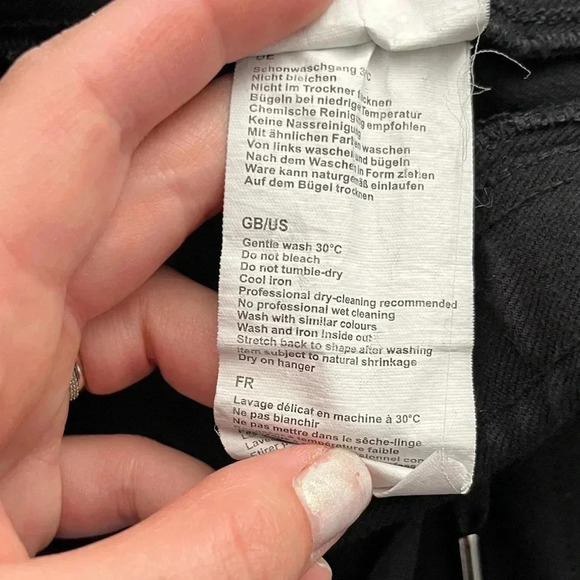 DE
Schonwaschgang 30°C
Nicht bleichen
Nicht im Trockner trocknen
Bügeln bei niedriger Temperatur
Chemische Reinigung empfohlen
Keine Nassreinigung
Mit ähnlichen Farben waschen
Von links waschen und bügeln
Nach dem Waschen in Form ziehen
Ware kann naturgemäß einlaufen
Auf dem Bügel trocknen
GB/US
Gentle wash 30°C
Do not bleach
Do not tumble-dry
Cool iron
Professional dry-cleaning recommended
No professional wet cleaning
Wash with similar colours
Wash and iron inside out
Stretch back to shape after washing
Item subject to natural shrinkage
Dry on hanger
FR
Lavage délicat en machine à 30°C
Ne pas blanchir
Ne pas mettre dans le sèche-linge
température faible